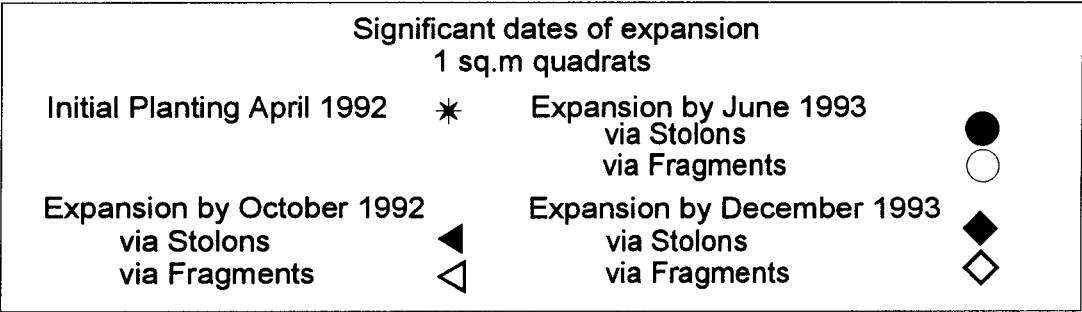 Significant dates of expansion
1 sq.m quadrats
Initial Planting April 1992
Expansion by June 1993
via Stolons
via Fragments
Expansion by October 1992
via Stolons
via Fragments
Expansion by December 1993
via Stolons
via Fragments